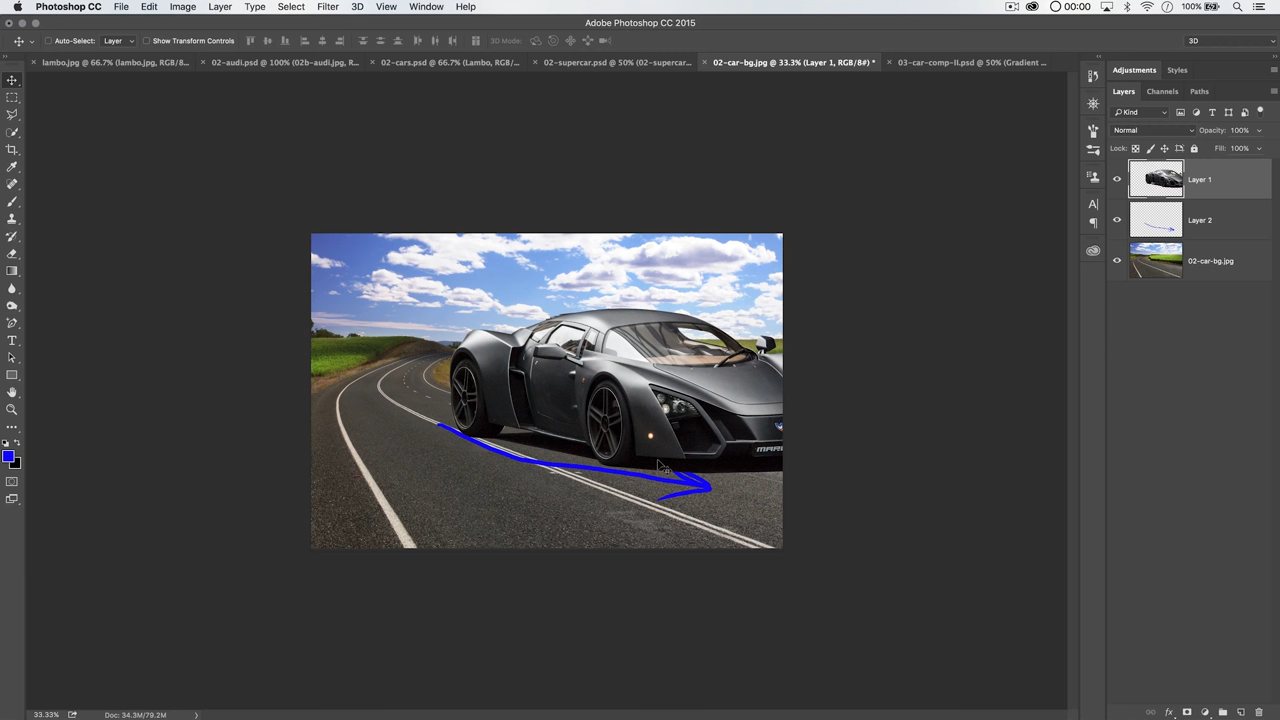 Photoshop CC File Edit Image Layer Type Select Filter 3D View Window Help 00:00 100%
Adobe Photoshop CC 2015
Auto-Select: Layer Show Transform Controls 3D Mode: 3D
lambo.jpg @ 66.7% (lambo.jpg, RGB/8... 02-audi.psd @ 100% (02b-audi.jpg, R... 02-cars.psd @ 66.7% (Lambo, RGB/... 02-supercar.psd @ 50% (02-supercar... 02-car-bg.jpg @ 33.3% (Layer 1, RGB/8#) * 03-car-comp-II.psd @ 50% (Gradient ...
Adjustments Styles
Layers Channels Paths
Kind
Normal Opacity: 100%
Lock: Fill: 100%
Layer 1
Layer 2
02-car-bg.jpg
33.33% Doc: 34.3M/79.2M